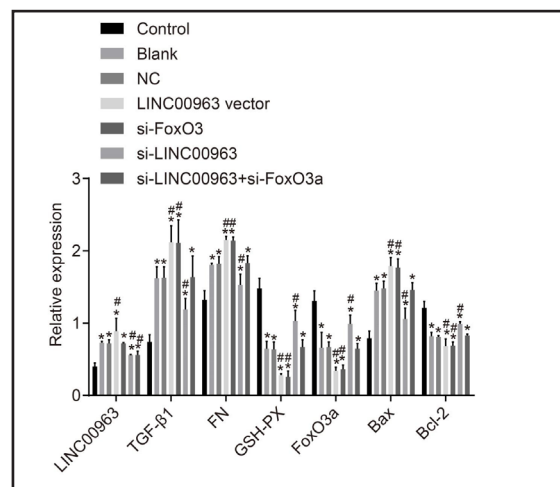 Control
Blank
NC
LINC00963 vector
si-FoxO3
si-LINC00963
si-LINC00963+si-FoxO3a
3
2
1
0
Relative expression
LINC00963
TGF-β1
FN
GSH-PX
FoxO3a
Bax
Bcl-2